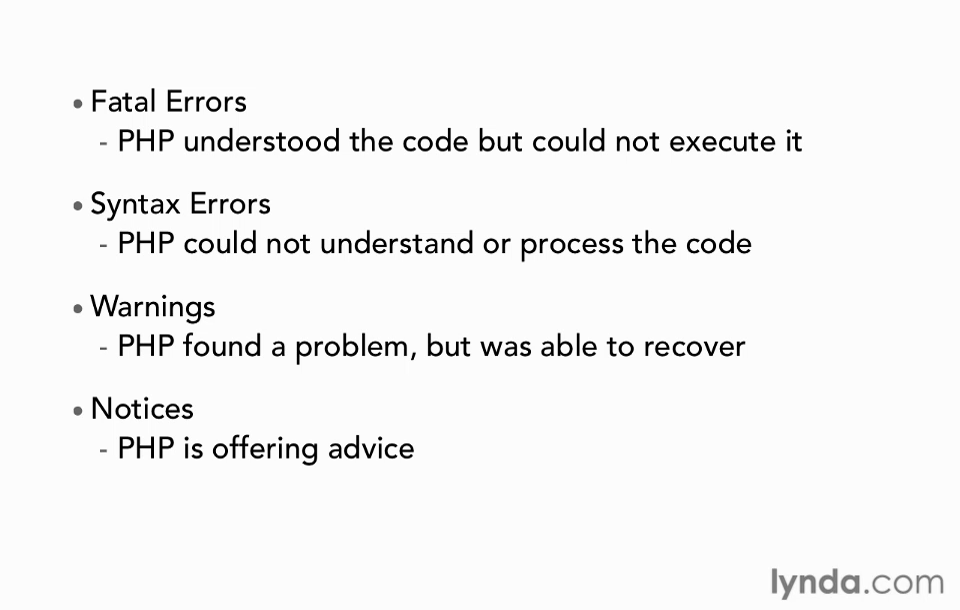 • Fatal Errors
- PHP understood the code but could not execute it
• Syntax Errors
- PHP could not understand or process the code
• Warnings
- PHP found a problem, but was able to recover
• Notices
- PHP is offering advice
lynda.com